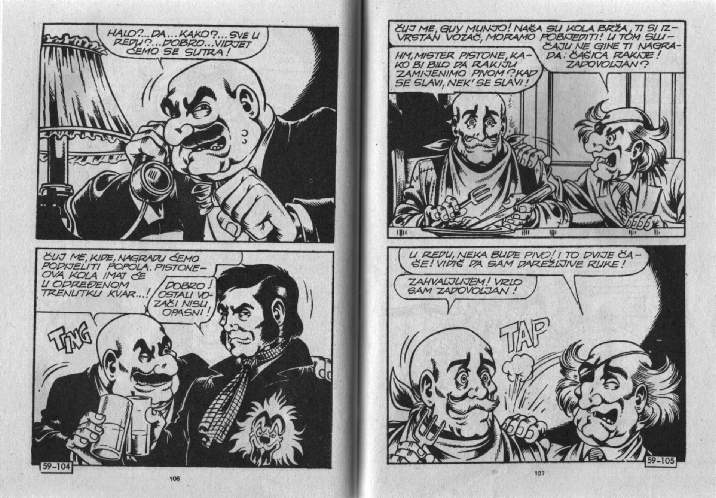 HALO?...DA...KAKO?...SVE U
REDU?...DOBRO...VIDJET
ĆEMO SE SUTRA!
ČUJ ME, KIDE, NAGRADU ĆEMO
PODIJELITI POPOLA. PISTONE-
OVA KOLA IMAT ĆE
U ODREĐENOM
TRENUTKU KVAR...!
DOBRO!
OSTALI VO-
ZAČI NISU
OPASNI!
TING
59-104
106
ČUJ ME, GUY MUNJO! NAŠA SU KOLA BRŽA, TI SI IZ-
VRSTAN VOZAČ, MORAMO POBIJEDITI! U TOM SLU-
ČAJU NE GINE TI NAGRA-
DA: ČAŠICA RAKIJE!
ZADOVOLJAN?
HM, MISTER PISTONE, KA-
KO BI BILO DA RAKIJU
ZAMIJENIMO PIVOM? KAD
SE SLAVI, NEK' SE SLAVI!
U REDU, NEKA BUDE PIVO! I TO DVIJE ČA-
ŠE! VIDIŠ DA SAM DAREŽLJIVE RUKE!
ZAHVALJUJEM! VRLO
SAM ZADOVOLJAN!
TAP
59-105
107